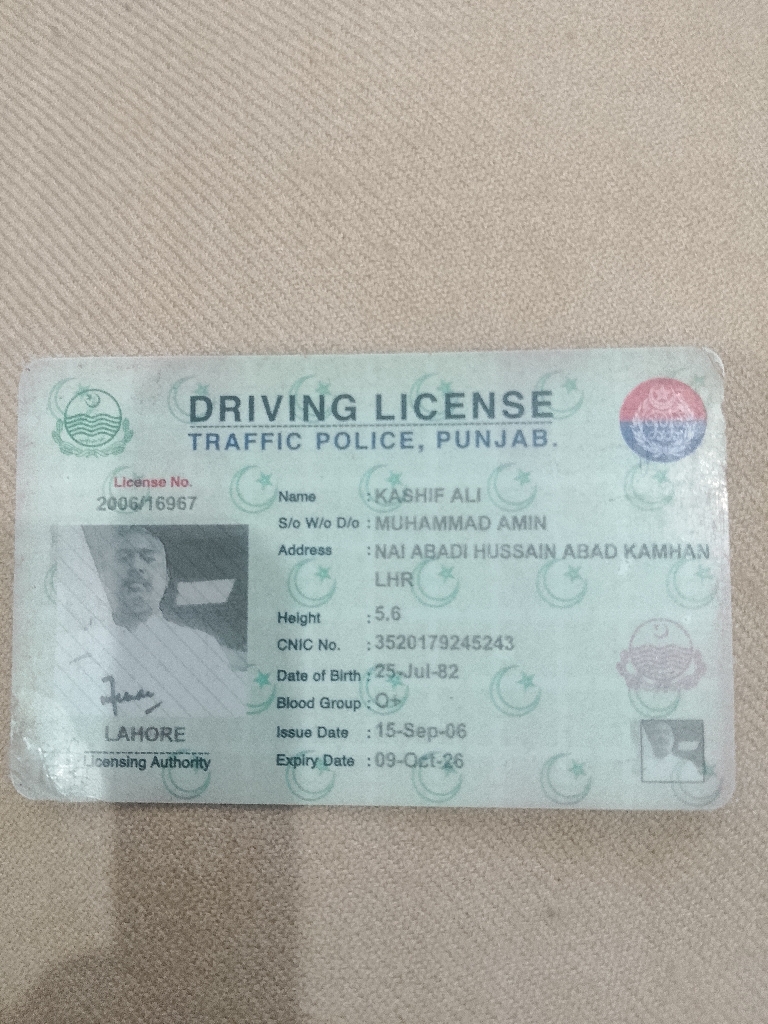 DRIVING LICENSE
TRAFFIC POLICE, PUNJAB.
License No.
2006/16967
Name : KASHIF ALI
S/o W/o D/o : MUHAMMAD AMIN
Address : NAI ABADI HUSSAIN ABAD KAMHAN
LHR
Height : 5.6
CNIC No. : 3520179245243
Date of Birth : 25-Jul-82
Blood Group : O+
Issue Date : 15-Sep-06
Expiry Date : 09-Oct-26
LAHORE
Licensing Authority